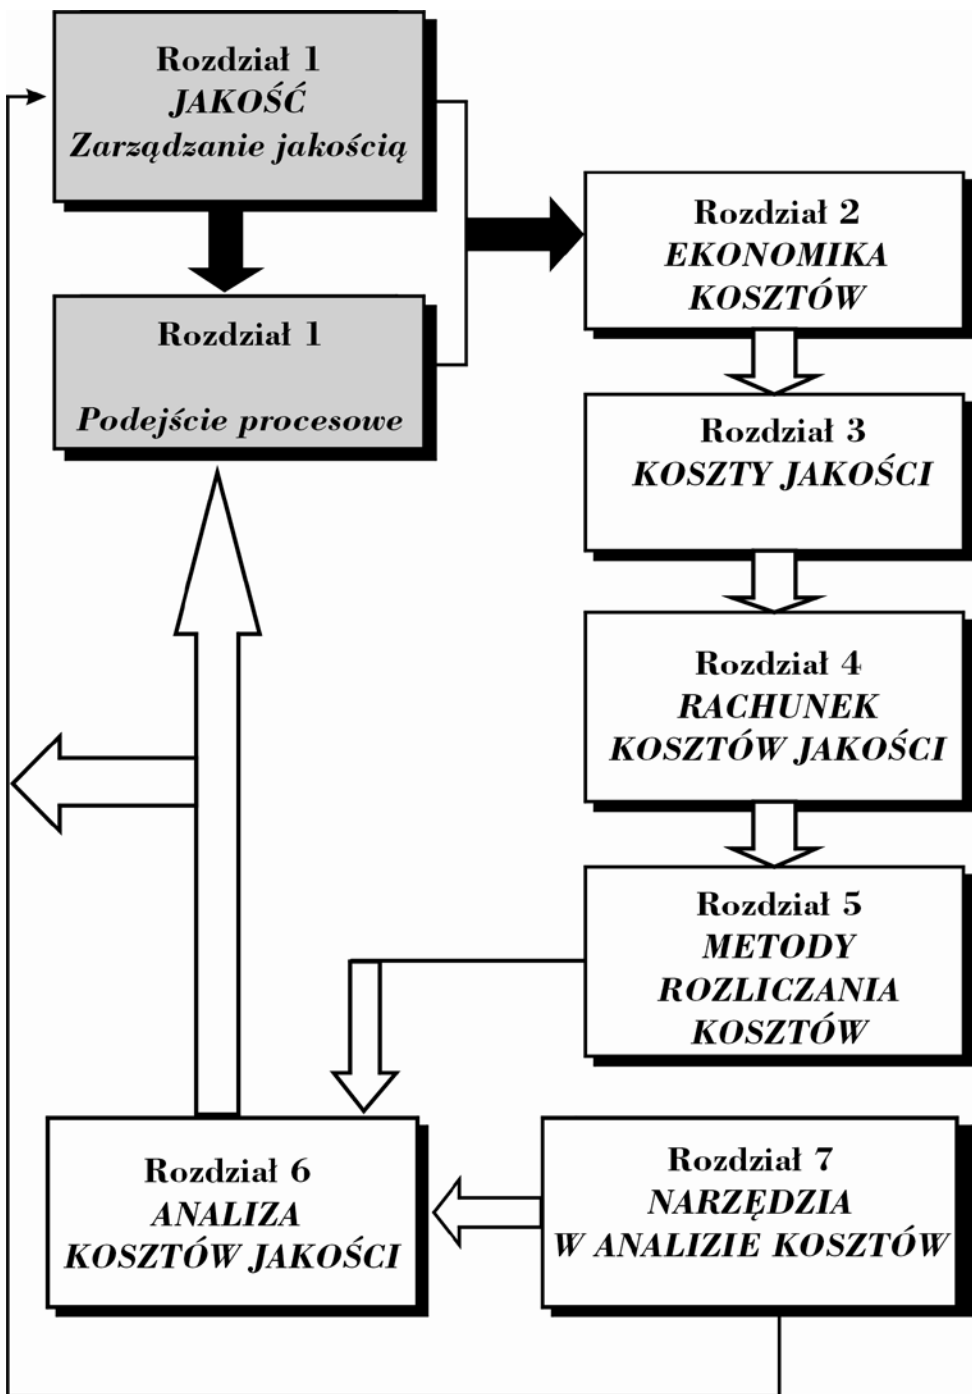 Rozdział 1
JAKOŚĆ
Zarządzanie jakością
Rozdział 1
Podejście procesowe
Rozdział 2
EKONOMIKA
KOSZTÓW
Rozdział 3
KOSZTY JAKOŚCI
Rozdział 4
RACHUNEK
KOSZTÓW JAKOŚCI
Rozdział 5
METODY
ROZLICZANIA
KOSZTÓW
Rozdział 6
ANALIZA
KOSZTÓW JAKOŚCI
Rozdział 7
NARZĘDZIA
W ANALIZIE KOSZTÓW